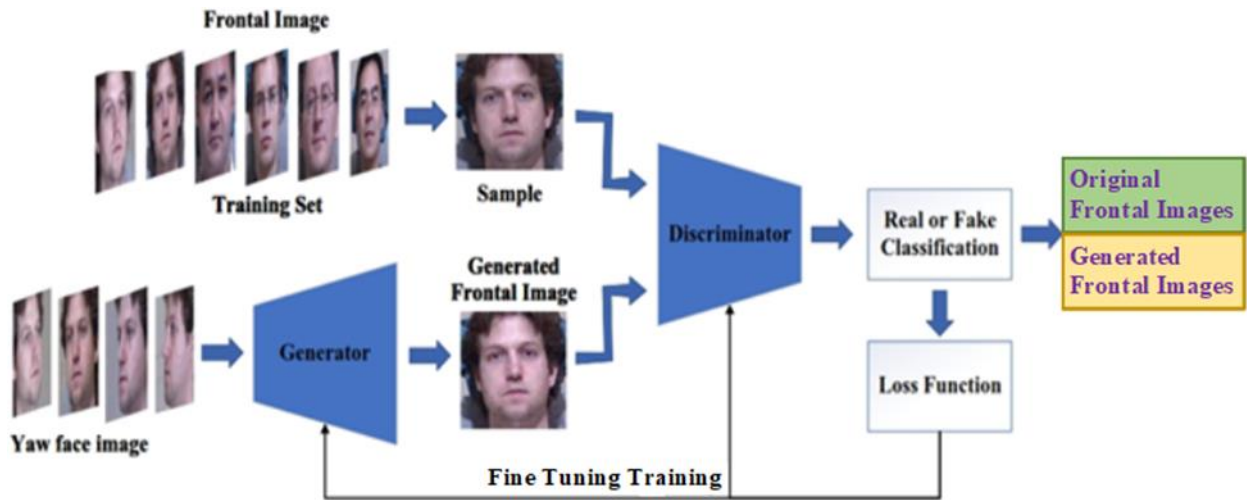 Frontal Image
Training Set
Sample
Discriminator
Real or Fake
Classification
Original
Frontal Images
Generated
Frontal Images
Generated
Frontal Image
Generator
Loss Function
Yaw face image
Fine Tuning Training